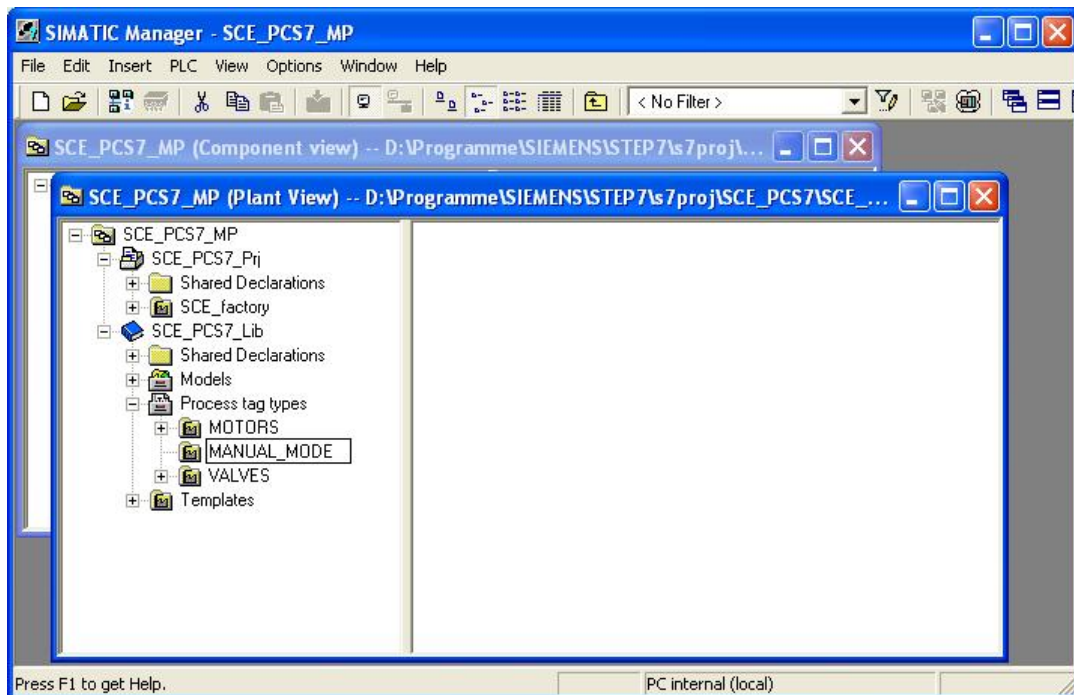 SIMATIC Manager - SCE_PCS7_MP
File Edit Insert PLC View Options Window Help
< No Filter >
SCE_PCS7_MP (Component view) -- D:\Programme\SIEMENS\STEP7\s7proj\...
SCE_PCS7_MP (Plant View) -- D:\Programme\SIEMENS\STEP7\s7proj\SCE_PCS7\SCE_...
SCE_PCS7_MP
SCE_PCS7_Prj
Shared Declarations
SCE_factory
SCE_PCS7_Lib
Shared Declarations
Models
Process tag types
MOTORS
MANUAL_MODE
VALVES
Templates
Press F1 to get Help.
PC internal (local)